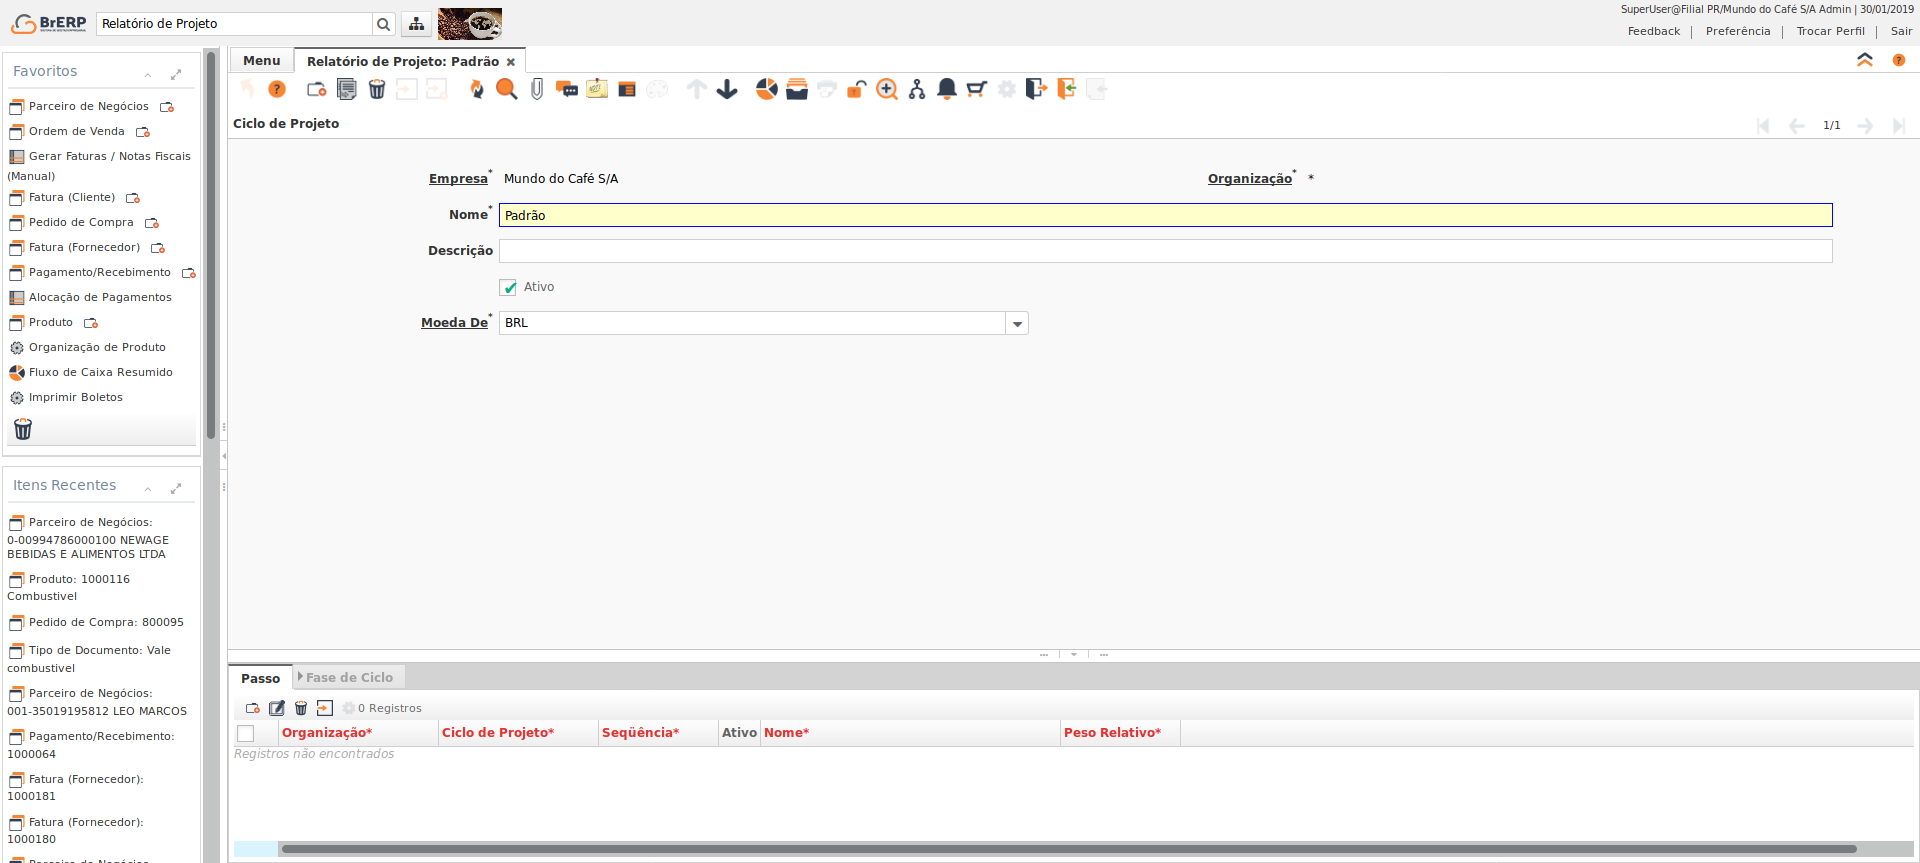 BrERP
Relatório de Projeto
SuperUser@Filial PR/Mundo do Café S/A Admin | 30/01/2019
Feedback | Preferência | Trocar Perfil | Sair
Favoritos
Parceiro de Negócios
Ordem de Venda
Gerar Faturas / Notas Fiscais
(Manual)
Fatura (Cliente)
Pedido de Compra
Fatura (Fornecedor)
Pagamento/Recebimento
Alocação de Pagamentos
Produto
Organização de Produto
Fluxo de Caixa Resumido
Imprimir Boletos
Itens Recentes
Parceiro de Negócios:
0-00994786000100 NEWAGE
BEBIDAS E ALIMENTOS LTDA
Produto: 1000116
Combustivel
Pedido de Compra: 800095
Tipo de Documento: Vale
combustivel
Parceiro de Negócios:
001-35019195812 LEO MARCOS
Pagamento/Recebimento:
1000064
Fatura (Fornecedor):
1000181
Fatura (Fornecedor):
1000180
Menu
Relatório de Projeto: Padrão
Ciclo de Projeto
1/1
Empresa* Mundo do Café S/A
Organização* *
Nome* Padrão
Descrição
Ativo
Moeda De* BRL
Passo
Fase de Ciclo
0 Registros
Organização* Ciclo de Projeto* Seqüência* Ativo Nome* Peso Relativo*
Registros não encontrados